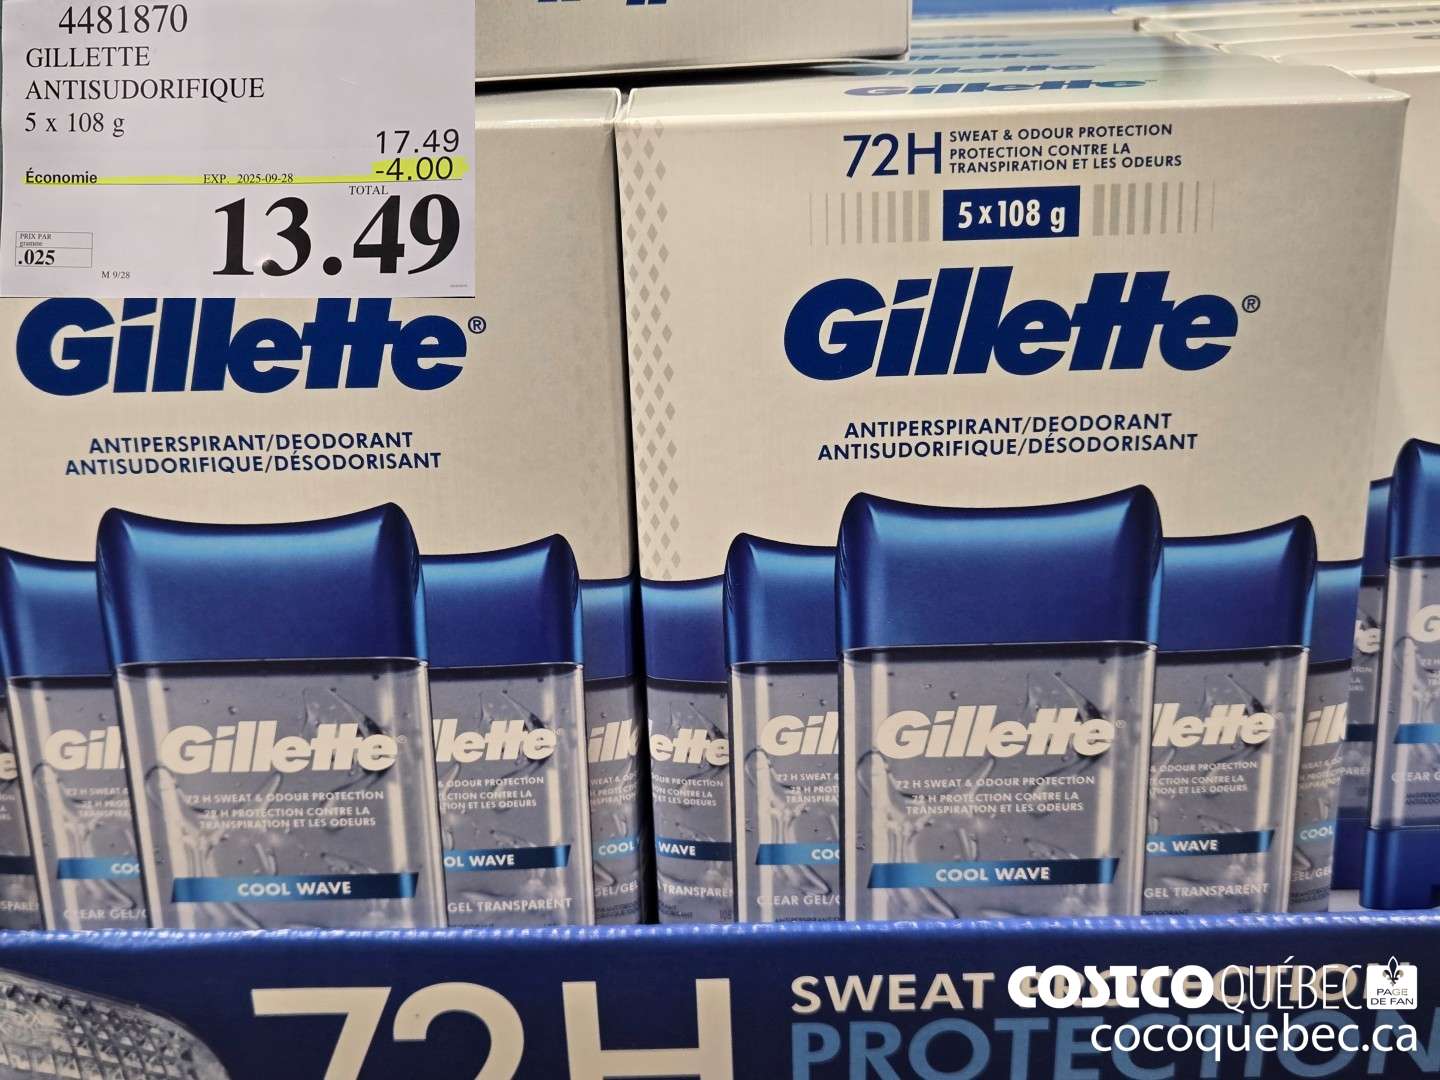 4481870
GILLETTE
ANTISUDORIFIQUE
5 x 108 g
17.49
-4.00
Économie
EXP. 2025-09-28
TOTAL
13.49
PRIX PAR
gramme
.025
M 9/28
Gillette
72H SWEAT & ODOUR PROTECTION
PROTECTION CONTRE LA
TRANSPIRATION ET LES ODEURS
5 x 108 g
Gillette®
ANTIPERSPIRANT/DEODORANT
ANTISUDORIFIQUE/DÉSODORISANT
Gillette®
ANTIPERSPIRANT/DEODORANT
ANTISUDORIFIQUE/DÉSODORISANT
Gillette
72 H SWEAT & ODOUR PROTECTION
72 H PROTECTION CONTRE LA
TRANSPIRATION ET LES ODEURS
COOL WAVE
GEL TRANSPARENT
Gillette
72 H SWEAT & ODOUR PROTECTION
72 H PROTECTION CONTRE LA
TRANSPIRATION ET LES ODEURS
COOL WAVE
GEL TRANSPARENT
72H
SWEAT PROTECTION
PROTECTION
COSTCO QUÉBEC
PAGE
DE FAN
cocoquebec.ca